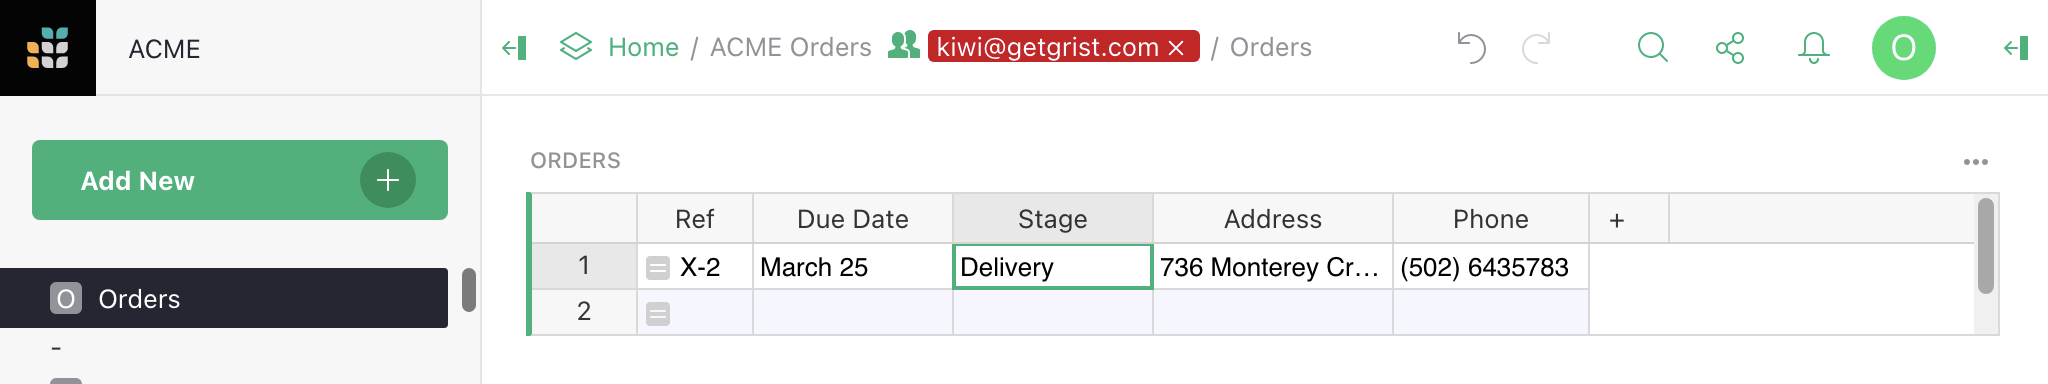 ACME
Home / ACME Orders kiwi@getgrist.com × / Orders
O
Add New +
O Orders
-
ORDERS
Ref Due Date Stage Address Phone +
1 X-2 March 25 Delivery 736 Monterey Cr… (502) 6435783
2